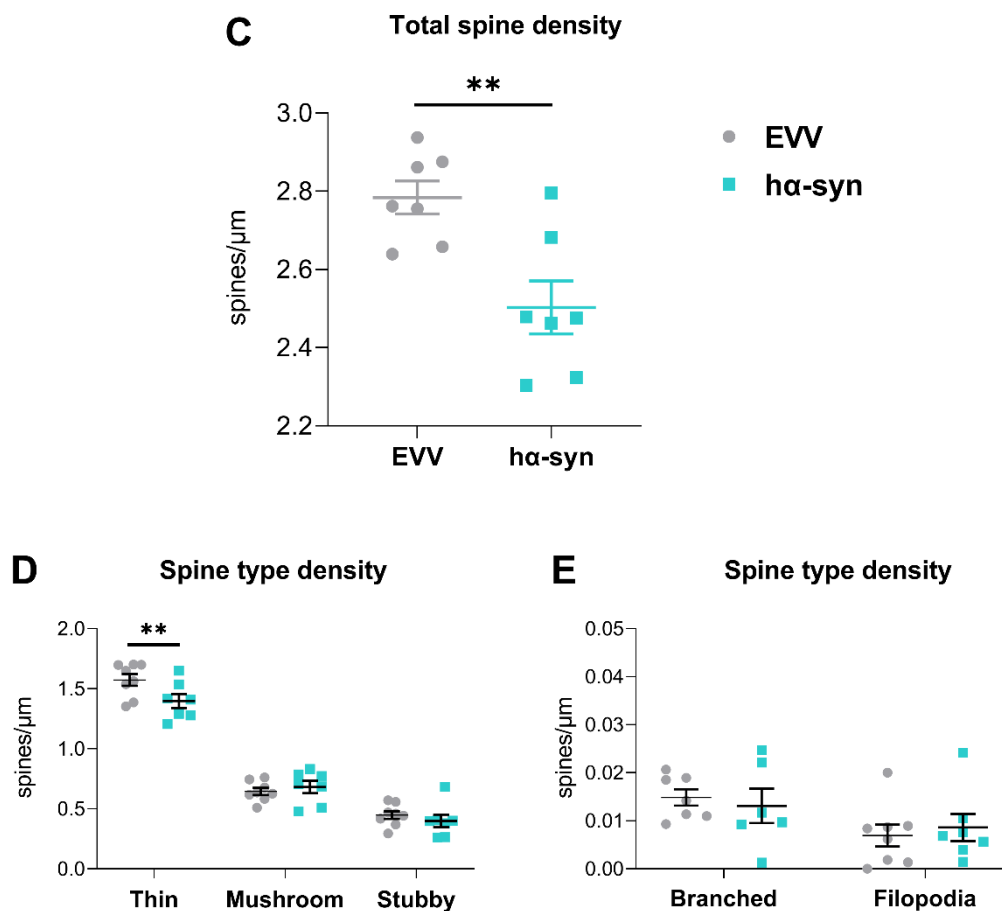 C Total spine density
**
3.0
2.8
2.6
2.4
2.2
spines/µm
EVV hα-syn
EVV
hα-syn
D Spine type density
**
2.0
1.5
1.0
0.5
0.0
spines/µm
Thin Mushroom Stubby
E Spine type density
0.05
0.04
0.03
0.02
0.01
0.00
spines/µm
Branched Filopodia